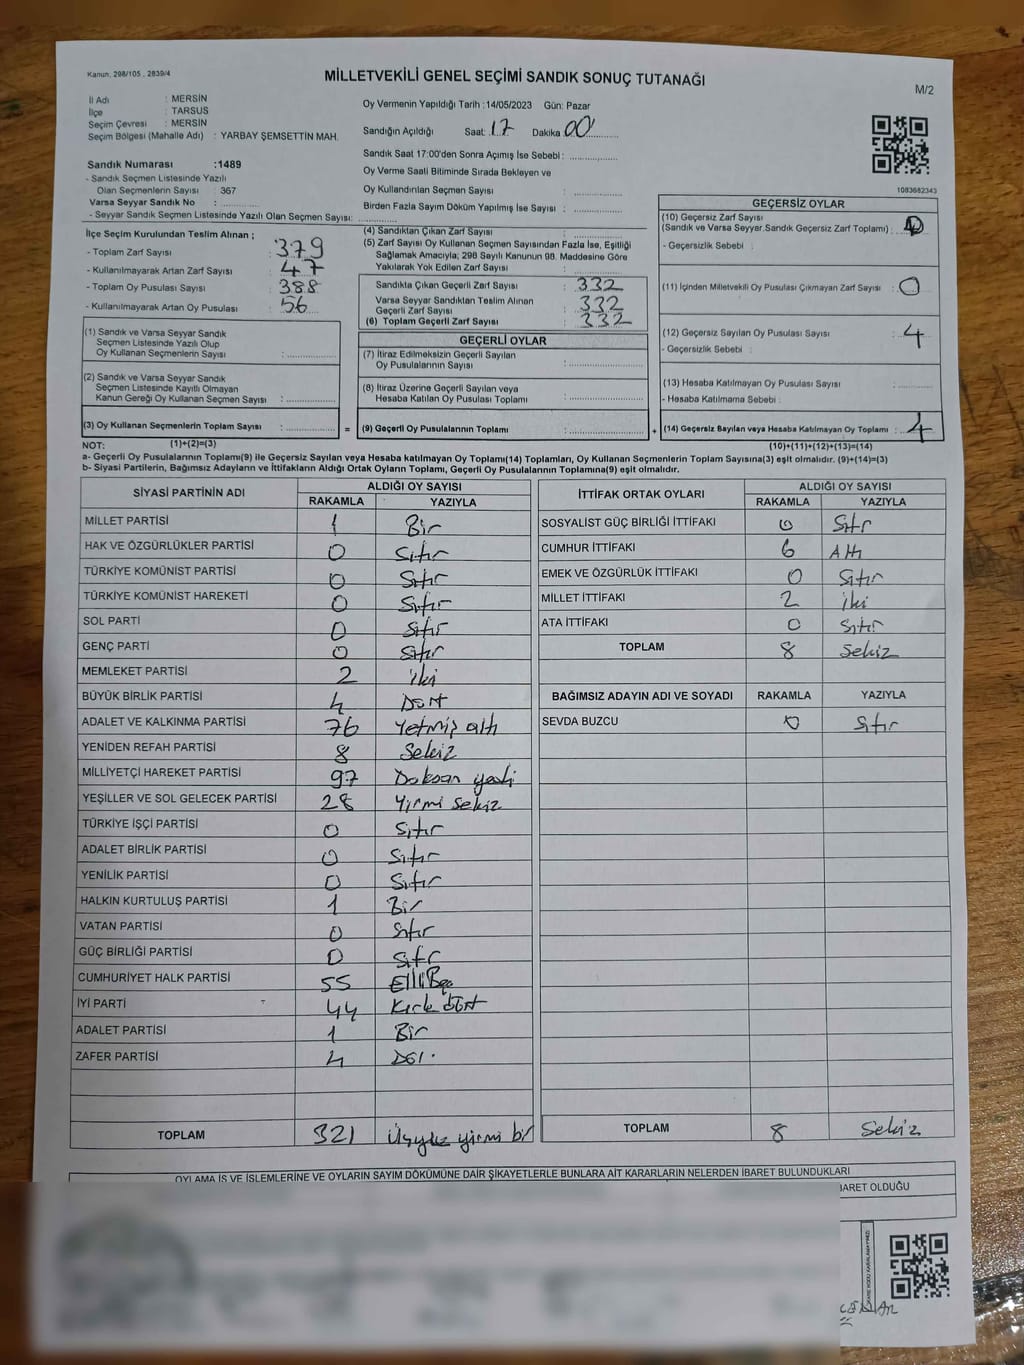 Kanun, 298/105 , 2839/4
MİLLETVEKİLİ GENEL SEÇİMİ SANDIK SONUÇ TUTANAĞI
M/2
İl Adı : MERSİN
İlçe : TARSUS
Seçim Çevresi : MERSİN
Seçim Bölgesi (Mahalle Adı) : YARBAY ŞEMSETTİN MAH.
Sandık Numarası :1489
- Sandık Seçmen Listesinde Yazılı
Olan Seçmenlerin Sayısı : 367
Varsa Seyyar Sandık No :
- Seyyar Sandık Seçmen Listesinde Yazılı Olan Seçmen Sayısı:
Oy Vermenin Yapıldığı Tarih :14/05/2023 Gün: Pazar
Sandığın Açıldığı Saat: 17 Dakika 00
Sandık Saat 17:00'den Sonra Açımış İse Sebebi :
Oy Verme Saati Bitiminde Sırada Bekleyen ve
Oy Kullandırılan Seçmen Sayısı :
Birden Fazla Sayım Döküm Yapılmış İse Sayısı :
1083682343
İlçe Seçim Kurulundan Teslim Alınan ;
- Toplam Zarf Sayısı : 379
- Kullanılmayarak Artan Zarf Sayısı : 47
- Toplam Oy Pusulası Sayısı : 388
- Kullanılmayarak Artan Oy Pusulası : 56
(4) Sandıktan Çıkan Zarf Sayısı :
(5) Zarf Sayısı Oy Kullanan Seçmen Sayısından Fazla İse, Eşitliği
Sağlamak Amacıyla; 298 Sayılı Kanunun 98. Maddesine Göre
Yakılarak Yok Edilen Zarf Sayısı :
Sandıkta Çıkan Geçerli Zarf Sayısı : 332
Varsa Seyyar Sandıktan Teslim Alınan
Geçerli Zarf Sayısı : 332
(6) Toplam Geçerli Zarf Sayısı : 332
GEÇERSİZ OYLAR
(10) Geçersiz Zarf Sayısı
(Sandık ve Varsa Seyyar.Sandık Geçersiz Zarf Toplamı) :
- Geçersizlik Sebebi :
(11) İçinden Milletvekili Oy Pusulası Çıkmayan Zarf Sayısı : 0
(12) Geçersiz Sayılan Oy Pusulası Sayısı : 4
- Geçersizlik Sebebi :
(13) Hesaba Katılmayan Oy Pusulası Sayısı :
- Hesaba Katılmama Sebebi :
(14) Geçersiz Sayılan veya Hesaba Katılmayan Oy Toplamı : 4
(1) Sandık ve Varsa Seyyar Sandık
Seçmen Listesinde Yazılı Olup
Oy Kullanan Seçmenlerin Sayısı :
(2) Sandık ve Varsa Seyyar Sandık
Seçmen Listesinde Kayıtlı Olmayan
Kanun Gereği Oy Kullanan Seçmen Sayısı :
(3) Oy Kullanan Seçmenlerin Toplam Sayısı :
=
GEÇERLİ OYLAR
(7) İtiraz Edilmeksizin Geçerli Sayılan
Oy Pusulalarının Sayısı :
(8) İtiraz Üzerine Geçerli Sayılan veya
Hesaba Katılan Oy Pusulası Toplamı :
(9) Geçerli Oy Pusulalarının Toplamı :
+
NOT: (1)+(2)=(3) (10)+(11)+(12)+(13)=(14)
a- Geçerli Oy Pusulalarının Toplamı(9) ile Geçersiz Sayılan veya Hesaba katılmayan Oy Toplamı(14) Toplamları, Oy Kullanan Seçmenlerin Toplam Sayısına(3) eşit olmalıdır. (9)+(14)=(3)
b- Siyasi Partilerin, Bağımsız Adayların ve İttifakların Aldığı Ortak Oyların Toplamı, Geçerli Oy Pusulalarının Toplamına(9) eşit olmalıdır.
SİYASİ PARTİNİN ADI ALDIĞI OY SAYISI
RAKAMLA YAZIYLA
MİLLET PARTİSİ 1 Bir
HAK VE ÖZGÜRLÜKLER PARTİSİ 0 Sıfır
TÜRKİYE KOMÜNİST PARTİSİ 0 Sıfır
TÜRKİYE KOMÜNİST HAREKETİ 0 Sıfır
SOL PARTİ 0 Sıfır
GENÇ PARTİ 0 Sıfır
MEMLEKET PARTİSİ 2 iki
BÜYÜK BİRLİK PARTİSİ 4 Dört
ADALET VE KALKINMA PARTİSİ 76 Yetmiş altı
YENİDEN REFAH PARTİSİ 8 Sekiz
MİLLİYETÇİ HAREKET PARTİSİ 97 Doksan yedi
YEŞİLLER VE SOL GELECEK PARTİSİ 28 Yirmi Sekiz
TÜRKİYE İŞÇİ PARTİSİ 0 Sıfır
ADALET BİRLİK PARTİSİ 0 Sıfır
YENİLİK PARTİSİ 0 Sıfır
HALKIN KURTULUŞ PARTİSİ 1 Bir
VATAN PARTİSİ 0 Sıfır
GÜÇ BİRLİĞİ PARTİSİ 0 Sıfır
CUMHURİYET HALK PARTİSİ 55 Elli Beş
İYİ PARTİ 44 Kırk dört
ADALET PARTİSİ 1 Bir
ZAFER PARTİSİ 4
TOPLAM 321 Üçyüz yirmi bir
İTTİFAK ORTAK OYLARI ALDIĞI OY SAYISI
RAKAMLA YAZIYLA
SOSYALİST GÜÇ BİRLİĞİ İTTİFAKI 0 Sıfır
CUMHUR İTTİFAKI 6 Altı
EMEK VE ÖZGÜRLÜK İTTİFAKI 0 Sıfır
MİLLET İTTİFAKI 2 iki
ATA İTTİFAKI 0 Sıfır
TOPLAM 8 Sekiz
BAĞIMSIZ ADAYIN ADI VE SOYADI RAKAMLA YAZIYLA
SEVDA BUZCU 0 Sıfır
TOPLAM 8 Sekiz
OYLAMA İŞ VE İŞLEMLERİNE VE OYLARIN SAYIM DÖKÜMÜNE DAİR ŞİKAYETLERLE BUNLARA AİT KARARLARIN NELERDEN İBARET BULUNDUKLARI
BARET OLDUĞU